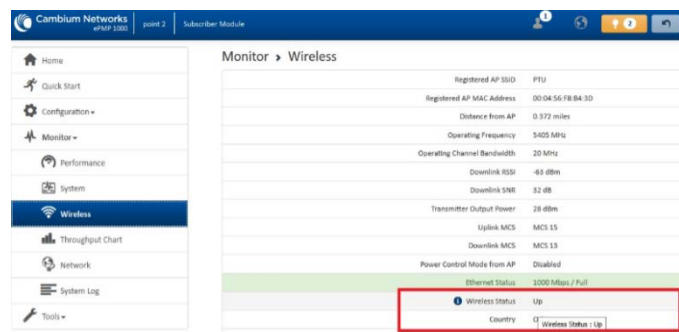 Cambium Networks
ePMP 1000
point 2
Subscriber Module
1
2
Home
Quick Start
Configuration
Monitor
Performance
System
Wireless
Throughput Chart
Network
System Log
Tools
Monitor > Wireless
Registered AP SSID PTU
Registered AP MAC Address 00:04:56:FB:B4:3D
Distance from AP 0.372 miles
Operating Frequency 5405 MHz
Operating Channel Bandwidth 20 MHz
Downlink RSSI -63 dBm
Downlink SNR 32 dB
Transmitter Output Power 28 dBm
Uplink MCS MCS 15
Downlink MCS MCS 13
Power Control Mode from AP Disabled
Ethernet Status 1000 Mbps / Full
Wireless Status Up
Country
Wireless Status : Up